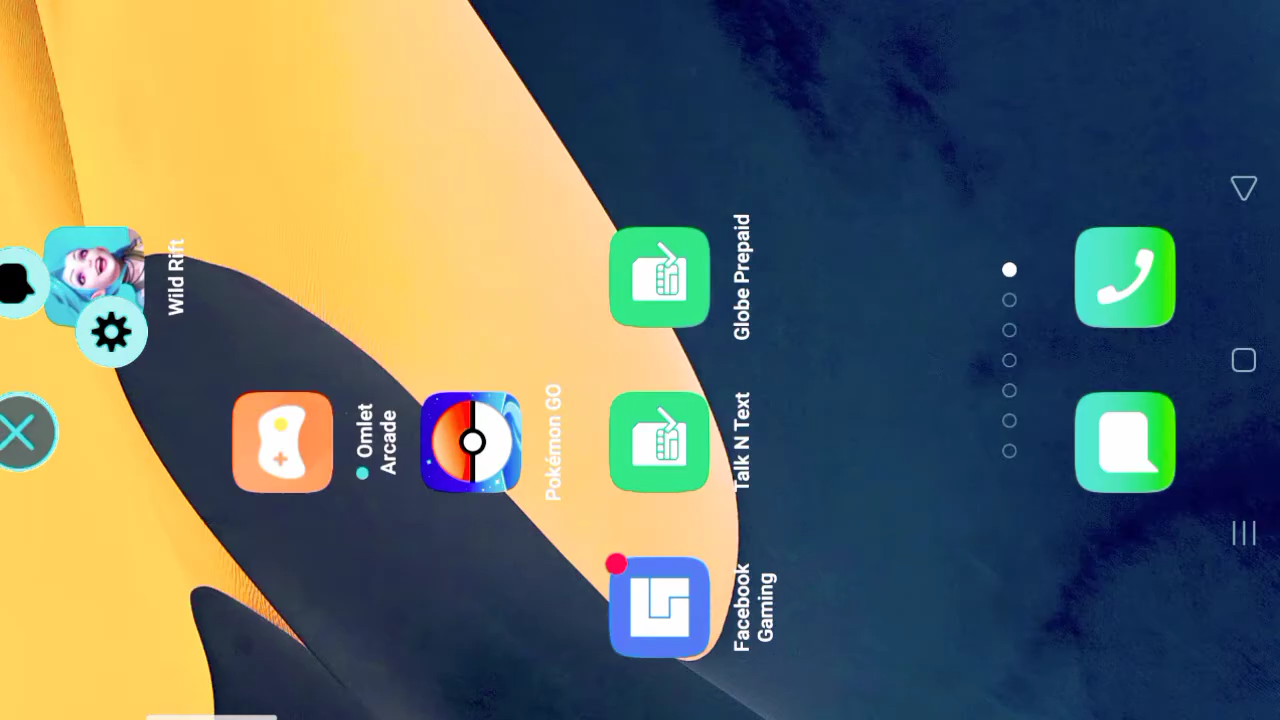 Wild Rift
Omlet
Arcade
Pokémon GO
Globe Prepaid
Talk N Text
Facebook
Gaming